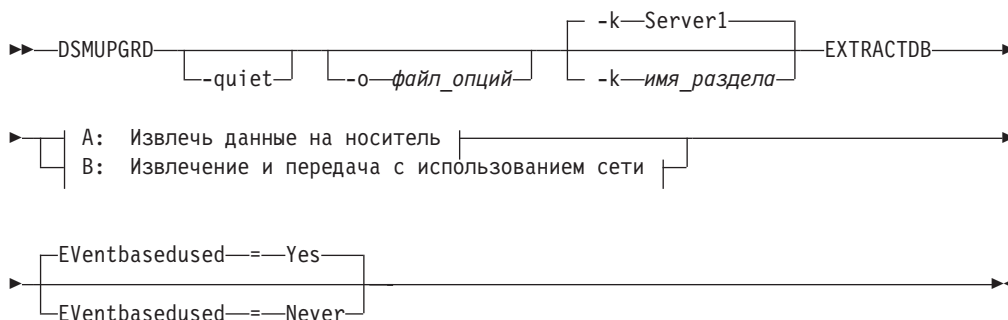 -k—Server1
DSMUPGRD EXTRACTDB
-quiet -o—файл_опций -k—имя_раздела
A: Извлечь данные на носитель
B: Извлечение и передача с использованием сети
EVentbasedused—=—Yes
EVentbasedused—=—Never